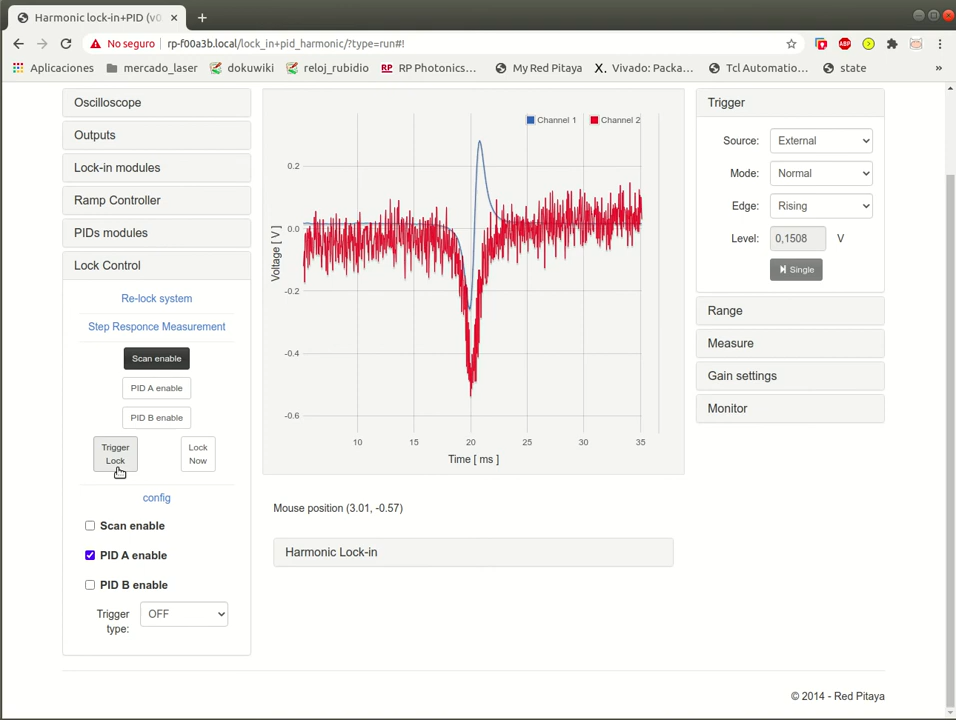 Harmonic lock-in+PID (v0
No seguro
rp-f00a3b.local/lock_in+pid_harmonic/?type=run#!
ABP
Aplicaciones
mercado_laser
dokuwiki
reloj_rubidio
RP RP Photonics…
My Red Pitaya
X. Vivado: Packa…
Tcl Automatio…
state
»
Oscilloscope
Outputs
Lock-in modules
Ramp Controller
PIDs modules
Lock Control
Re-lock system
Step Responce Measurement
Scan enable
PID A enable
PID B enable
Trigger
Lock
Lock
Now
config
Scan enable
PID A enable
PID B enable
Trigger
type:
OFF
Channel 1
Channel 2
Voltage [ V ]
0.2
0.0
-0.2
-0.4
-0.6
10 15 20 25 30 35
Time [ ms ]
Mouse position (3.01, -0.57)
Harmonic Lock-in
Trigger
Source: External
Mode: Normal
Edge: Rising
Level: 0,1508 V
Single
Range
Measure
Gain settings
Monitor
© 2014 - Red Pitaya